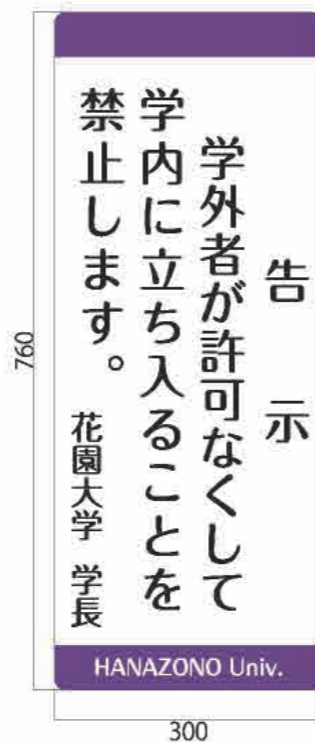 告示
学外者が許可なくして
学内に立ち入ることを
禁止します。
花園大学 学長
HANAZONO Univ.
760
300